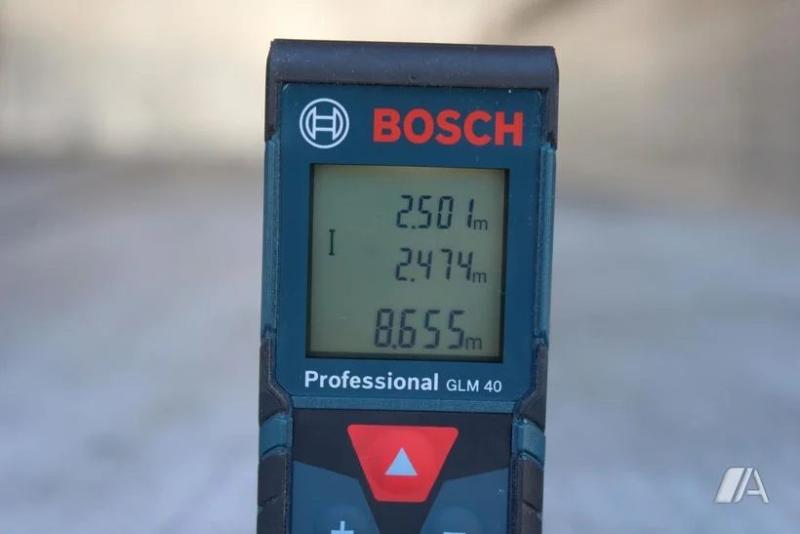 BOSCH
2.501m
2.474m
8.655m
Professional GLM 40
+
-